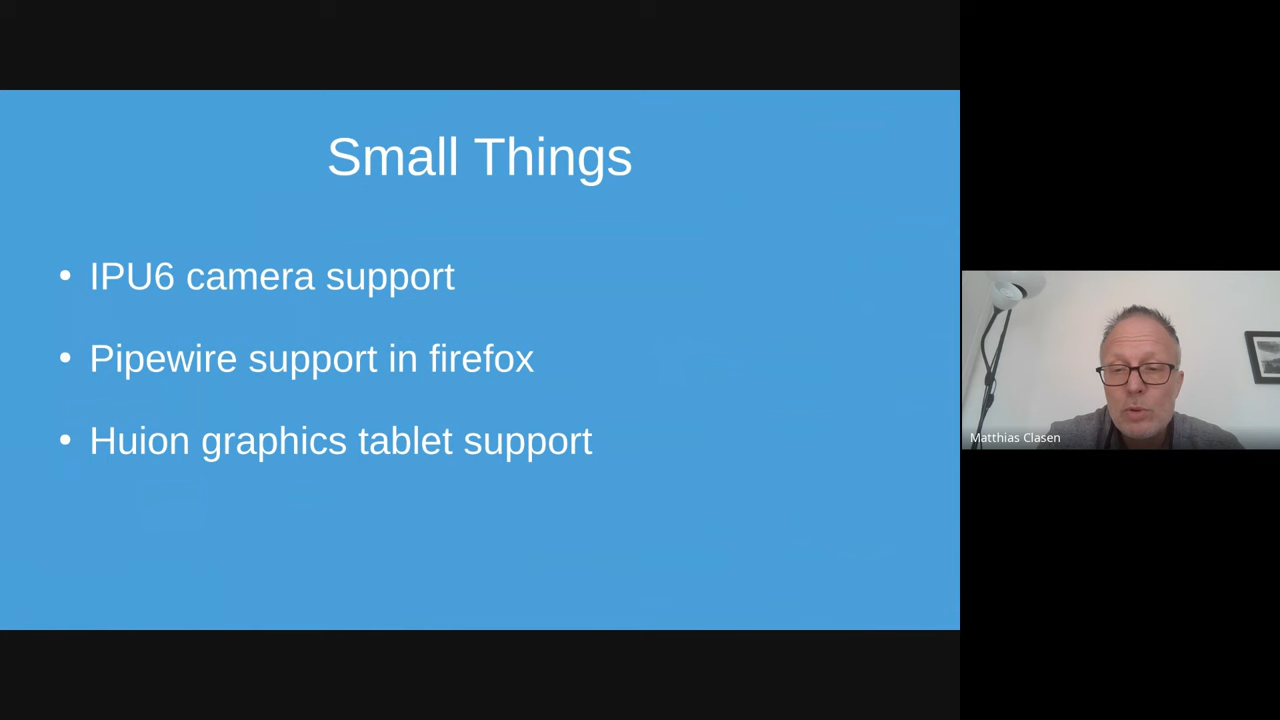 Small Things
• IPU6 camera support
• Pipewire support in firefox
• Huion graphics tablet support
Matthias Clasen